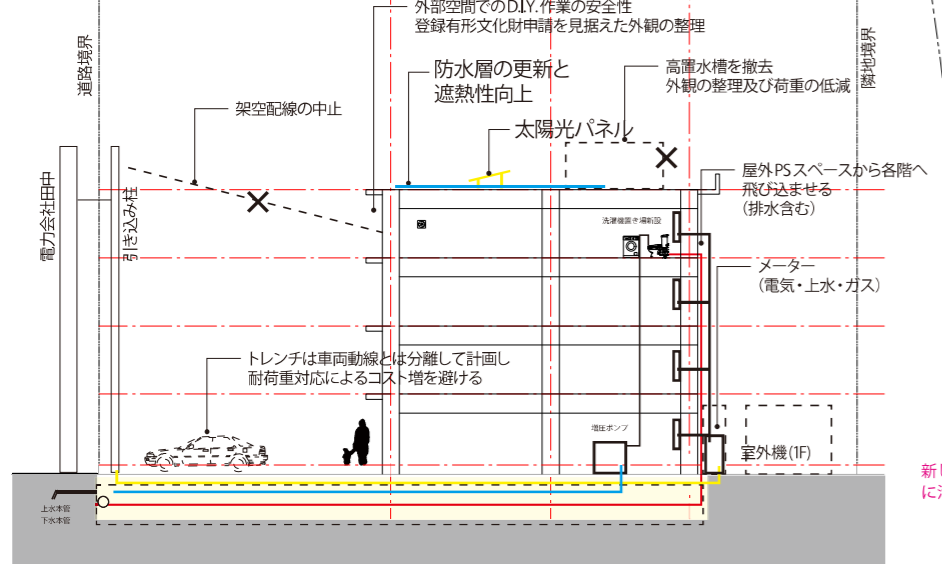 外部空間でのD.I.Y.作業の安全性
登録有形文化財申請を見据えた外観の整理
道路境界
隣地境界
防水層の更新と
遮熱性向上
高置水槽を撤去
外観の整理及び荷重の低減
架空配線の中止
太陽光パネル
屋外PSスペースから各階へ
飛び込ませる
(排水含む)
電力会社田中
引き込み柱
洗濯機置き場新設
メーター
(電気・上水・ガス)
トレンチは車両動線とは分離して計画し
耐荷重対応によるコスト増を避ける
増圧ポンプ
室外機(1F)
上水本管
下水本管
新し
に